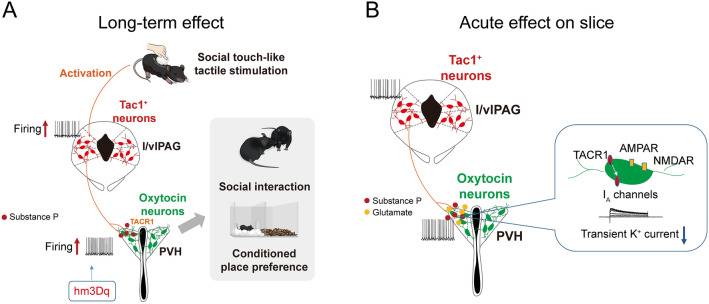 A
Long-term effect
Social touch-like
tactile stimulation
Activation
Tac1+
neurons
Firing
l/vlPAG
Social interaction
Oxytocin
neurons
Substance P
TACR1
Firing
PVH
Conditioned
place preference
hm3Dq
B
Acute effect on slice
Tac1+
neurons
l/vlPAG
Oxytocin
neurons
Substance P
Glutamate
PVH
AMPAR
TACR1
NMDAR
IA channels
Transient K+ current